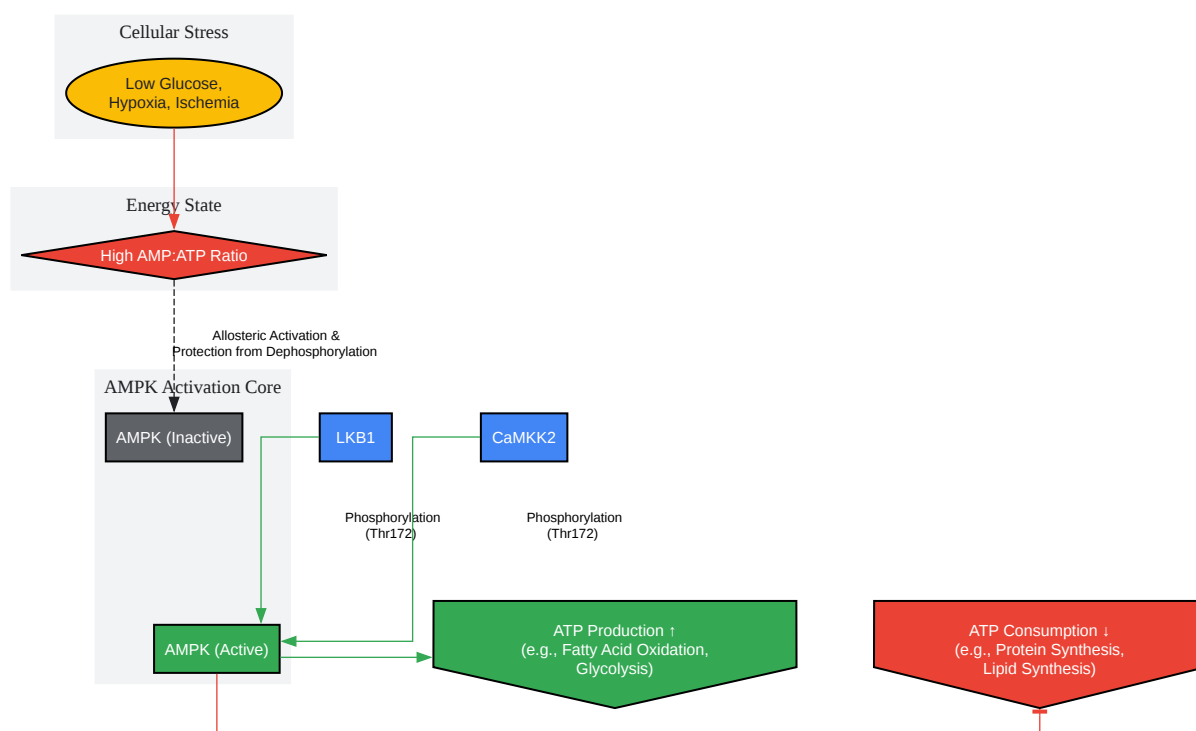 Cellular Stress
Low Glucose,
Hypoxia, Ischemia
Energy State
High AMP:ATP Ratio
Allosteric Activation &
Protection from Dephosphorylation
AMPK Activation Core
AMPK (Inactive)
LKB1
CaMKK2
Phosphorylation
(Thr172)
Phosphorylation
(Thr172)
AMPK (Active)
ATP Production ↑
(e.g., Fatty Acid Oxidation,
Glycolysis)
ATP Consumption ↓
(e.g., Protein Synthesis,
Lipid Synthesis)